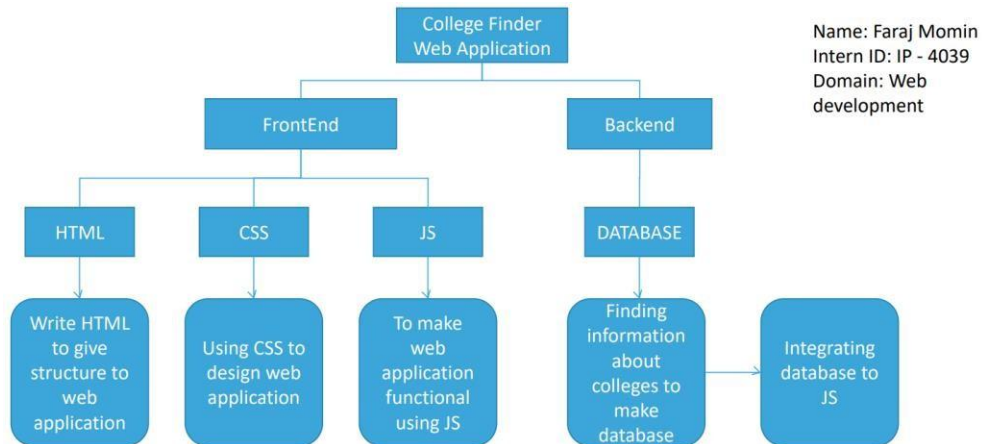 College Finder
Web Application
Name: Faraj Momin
Intern ID: IP - 4039
Domain: Web
development
FrontEnd
Backend
HTML
CSS
JS
DATABASE
Write HTML
to give
structure to
web
application
Using CSS to
design web
application
To make
web
application
functional
using JS
Finding
information
about
colleges to
make
database
Integrating
database to
JS